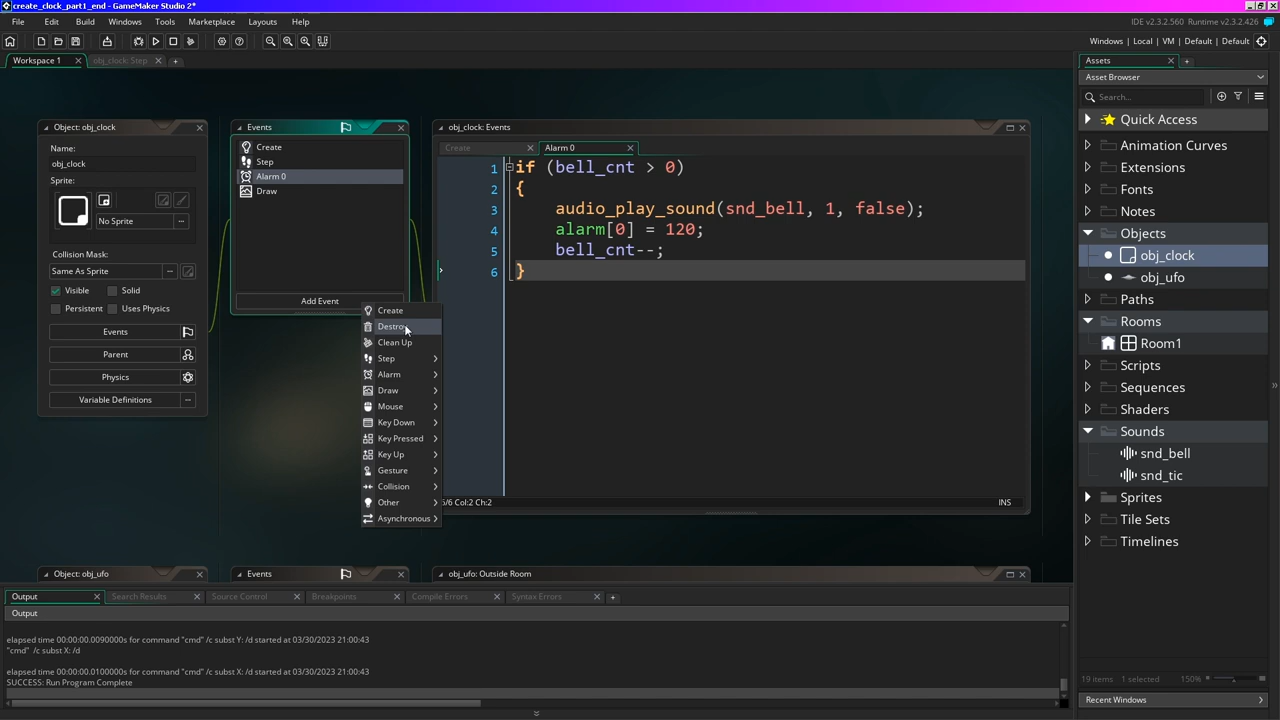 create_clock_part1_end - GameMaker Studio 2*
File Edit Build Windows Tools Marketplace Layouts Help
IDE v2.3.2.560 Runtime v2.3.2.426
Windows | Local | VM | Default | Default
Workspace 1
obj_clock: Step
Object: obj_clock
Name:
obj_clock
Sprite:
No Sprite
Collision Mask:
Same As Sprite
Visible
Solid
Persistent
Uses Physics
Events
Parent
Physics
Variable Definitions
Events
Create
Step
Alarm 0
Draw
Add Event
Create
Destroy
Clean Up
Step
Alarm
Draw
Mouse
Key Down
Key Pressed
Key Up
Gesture
Collision
Other
Asynchronous
obj_clock: Events
Create
Alarm 0
1 if (bell_cnt > 0)
2 {
3 audio_play_sound(snd_bell, 1, false);
4 alarm[0] = 120;
5 bell_cnt--;
6 }
/6 Col:2 Ch:2
INS
Object: obj_ufo
Events
obj_ufo: Outside Room
Output
Search Results
Source Control
Breakpoints
Compile Errors
Syntax Errors
Output
elapsed time 00:00:00.0090000s for command "cmd" /c subst Y: /d started at 03/30/2023 21:00:43
"cmd" /c subst X: /d
elapsed time 00:00:00.0100000s for command "cmd" /c subst X: /d started at 03/30/2023 21:00:43
SUCCESS: Run Program Complete
Assets
Asset Browser
Search...
Quick Access
Animation Curves
Extensions
Fonts
Notes
Objects
obj_clock
obj_ufo
Paths
Rooms
Room1
Scripts
Sequences
Shaders
Sounds
snd_bell
snd_tic
Sprites
Tile Sets
Timelines
19 items 1 selected 150%
Recent Windows